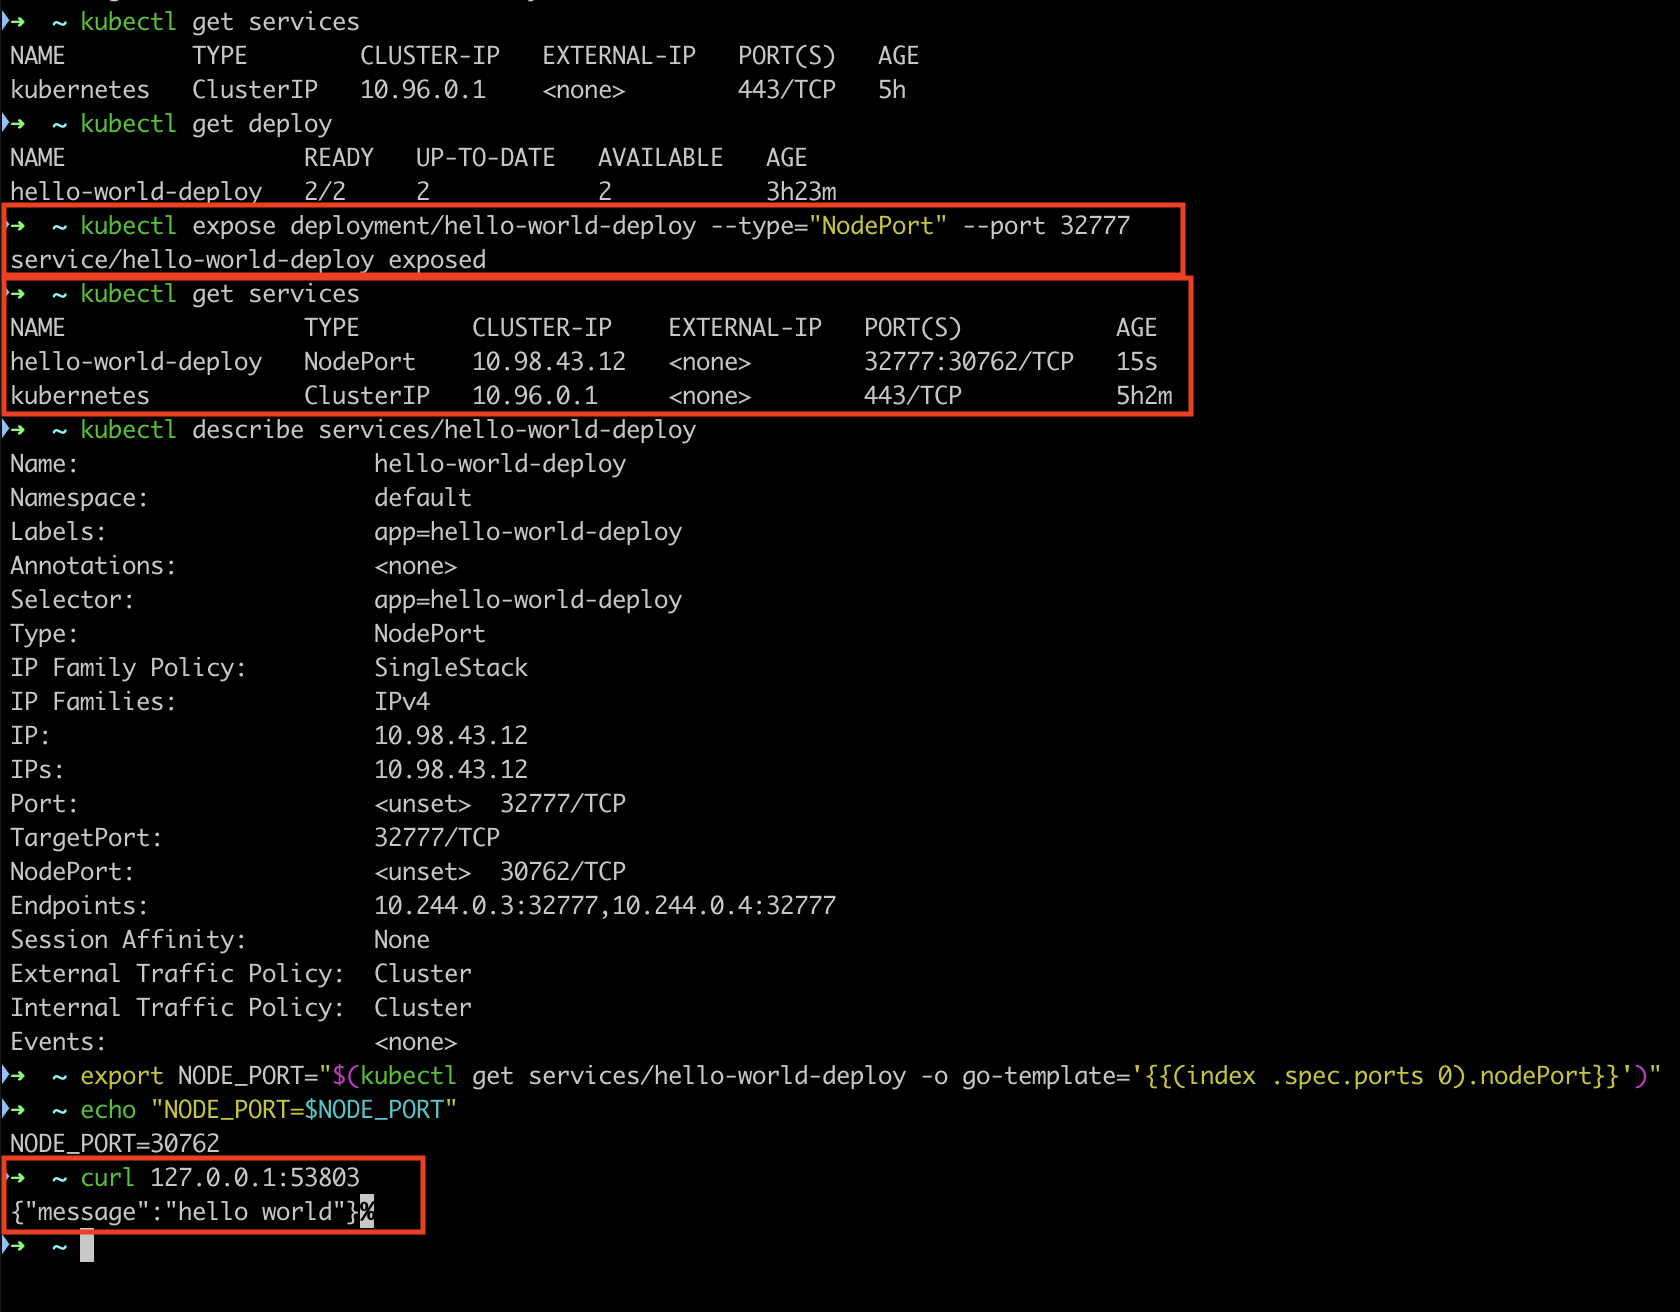 ➜  ~ kubectl get services
NAME         TYPE        CLUSTER-IP   EXTERNAL-IP   PORT(S)   AGE
kubernetes   ClusterIP   10.96.0.1    <none>        443/TCP   5h
➜  ~ kubectl get deploy
NAME                 READY   UP-TO-DATE   AVAILABLE   AGE
hello-world-deploy   2/2     2            2           3h23m
➜  ~ kubectl expose deployment/hello-world-deploy --type="NodePort" --port 32777
service/hello-world-deploy exposed
➜  ~ kubectl get services
NAME                 TYPE        CLUSTER-IP    EXTERNAL-IP   PORT(S)           AGE
hello-world-deploy   NodePort    10.98.43.12   <none>        32777:30762/TCP   15s
kubernetes           ClusterIP   10.96.0.1     <none>        443/TCP           5h2m
➜  ~ kubectl describe services/hello-world-deploy
Name:                     hello-world-deploy
Namespace:                default
Labels:                   app=hello-world-deploy
Annotations:              <none>
Selector:                 app=hello-world-deploy
Type:                     NodePort
IP Family Policy:         SingleStack
IP Families:              IPv4
IP:                       10.98.43.12
IPs:                      10.98.43.12
Port:                     <unset>  32777/TCP
TargetPort:               32777/TCP
NodePort:                 <unset>  30762/TCP
Endpoints:                10.244.0.3:32777,10.244.0.4:32777
Session Affinity:         None
External Traffic Policy:  Cluster
Internal Traffic Policy:  Cluster
Events:                   <none>
➜  ~ export NODE_PORT="$(kubectl get services/hello-world-deploy -o go-template='{{(index .spec.ports 0).nodePort}}')"
➜  ~ echo "NODE_PORT=$NODE_PORT"
NODE_PORT=30762
➜  ~ curl 127.0.0.1:53803
{"message":"hello world"}%
➜  ~